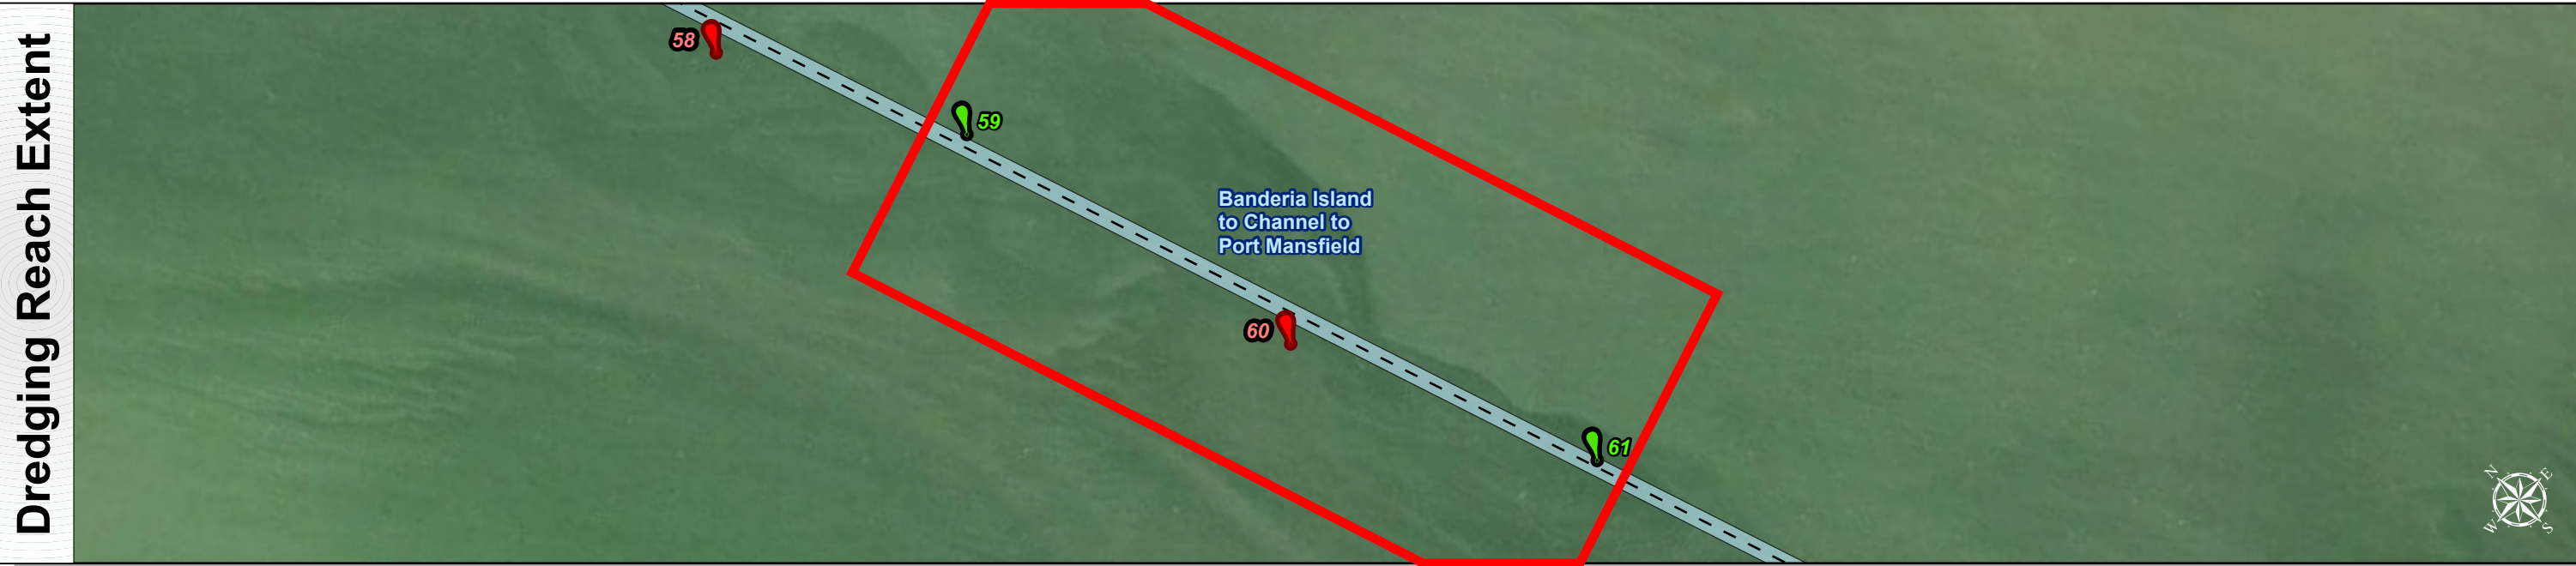 Dredging Reach Extent
58
59
Banderia Island
to Channel to
Port Mansfield
60
61
N
E
W
S